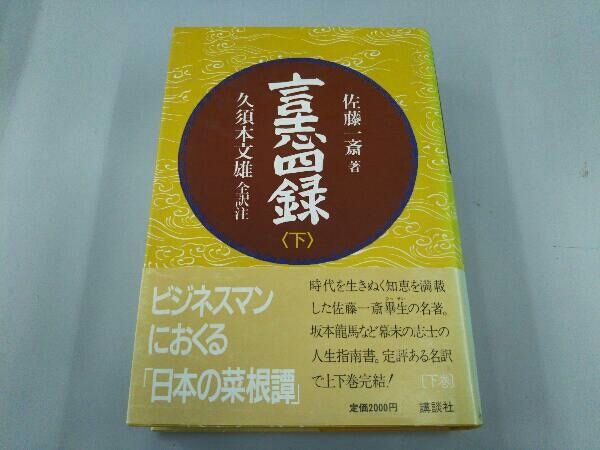 佐藤一斎 著
言志四録
〈下〉
久須本文雄 全訳注
ビジネスマン
におくる
「日本の菜根譚」
時代を生きぬく知恵を満載
した佐藤一斎畢生の名著。
坂本龍馬など幕末の志士の
人生指南書。定評ある名訳
で上下巻完結!
[下巻]
定価2000円
講談社